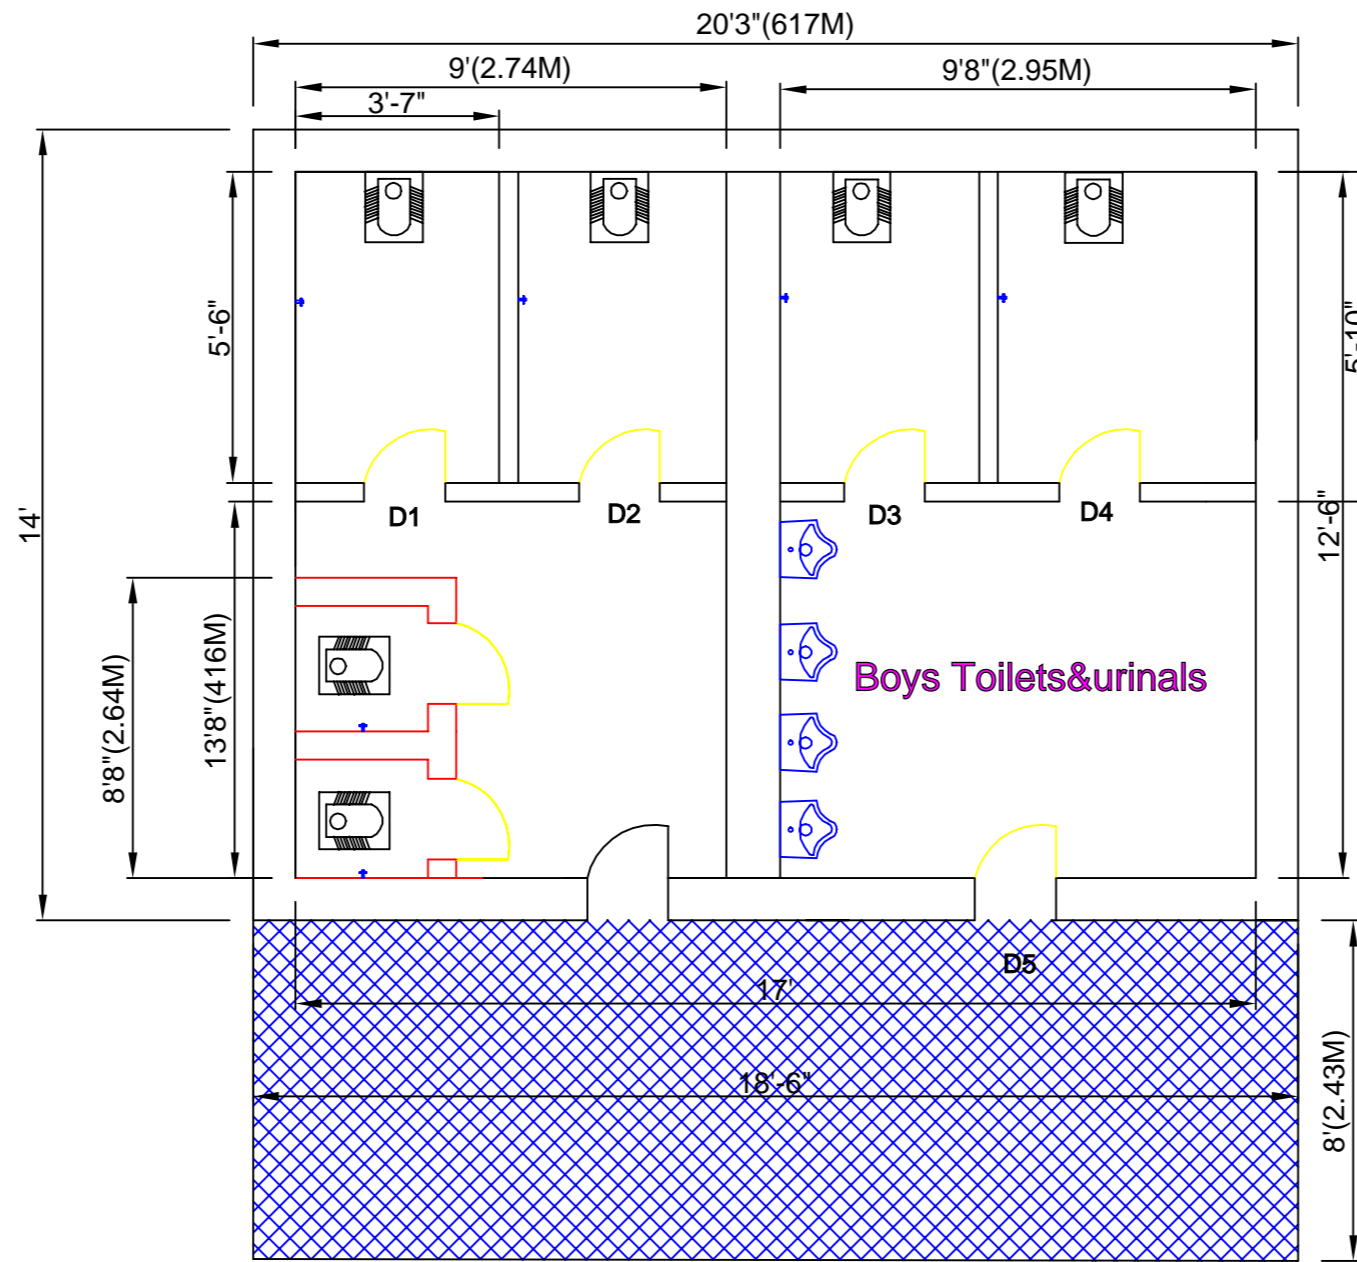 20'3"(617M)
9'(2.74M)
9'8"(2.95M)
3'-7"
5'-6"
5'-10"
14'
D1
D2
D3
D4
12'-6"
8'8"(2.64M)
13'8"(416M)
Boys Toilets&urinals
D5
17'
18'-6"
8'(2.43M)